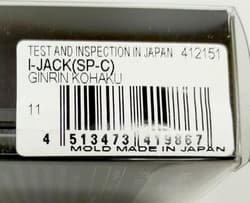 TEST AND INSPECTION IN JAPAN 412151
I-JACK(SP-C)
GINRIN KOHAKU
11
4 513473 419867
MOLD MADE IN JAPAN